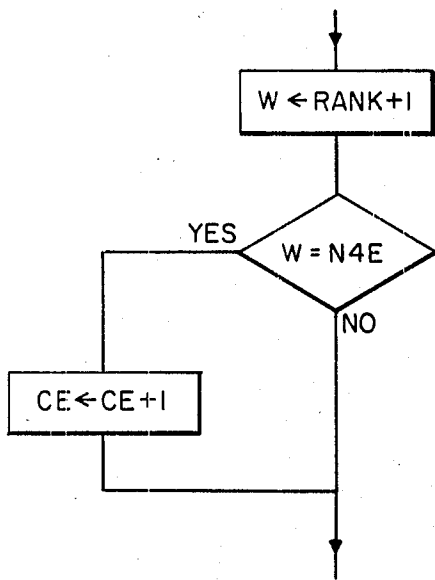 W ← RANK+1
YES
W = N4E
NO
CE ← CE+1